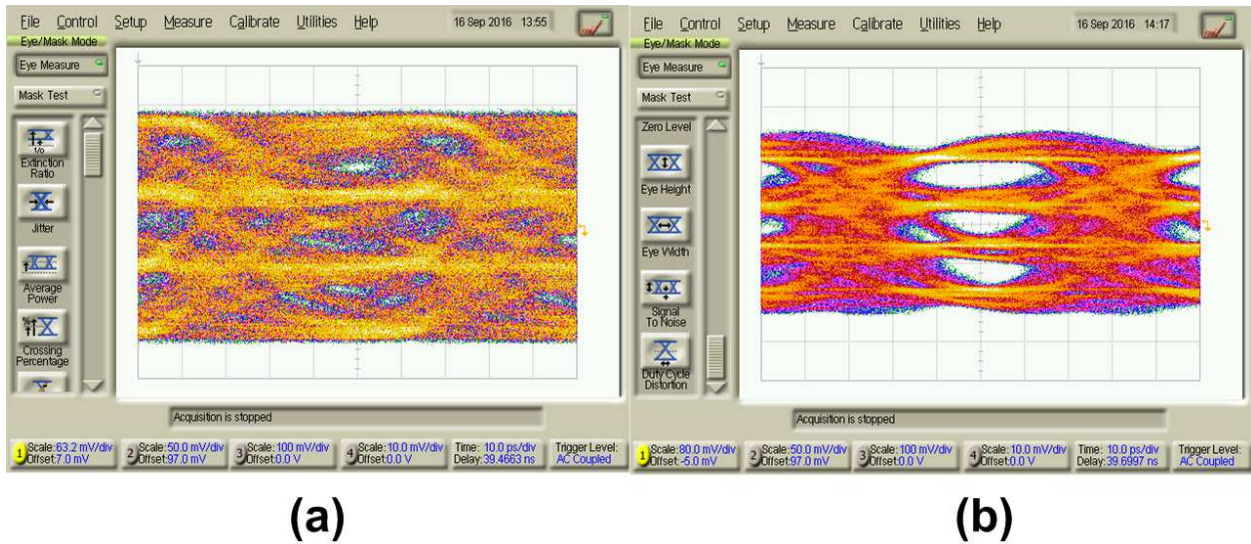 File Control Setup Measure Calibrate Utilities Help 16 Sep 2016 13:55
Eye/Mask Mode
Eye Measure
Mask Test
Extinction
Ratio
Jitter
Average
Power
Crossing
Percentage
Acquisition is stopped
1 Scale:63.2 mV/div 2 Scale:50.0 mV/div 3 Scale:100 mV/div 4 Scale:10.0 mV/div Time: 10.0 ps/div Trigger Level:
Offset:7.0 mV Offset:97.0 mV Offset:0.0 V Offset:0.0 V Delay:39.4663 ns AC Coupled
(a)
File Control Setup Measure Calibrate Utilities Help 16 Sep 2016 14:17
Eye/Mask Mode
Eye Measure
Mask Test
Zero Level
Eye Height
Eye Width
Signal
To Noise
Duty Cycle
Distortion
Acquisition is stopped
1 Scale:80.0 mV/div 2 Scale:50.0 mV/div 3 Scale:100 mV/div 4 Scale:10.0 mV/div Time: 10.0 ps/div Trigger Level:
Offset:-5.0 mV Offset:97.0 mV Offset:0.0 V Offset:0.0 V Delay:39.6997 ns AC Coupled
(b)